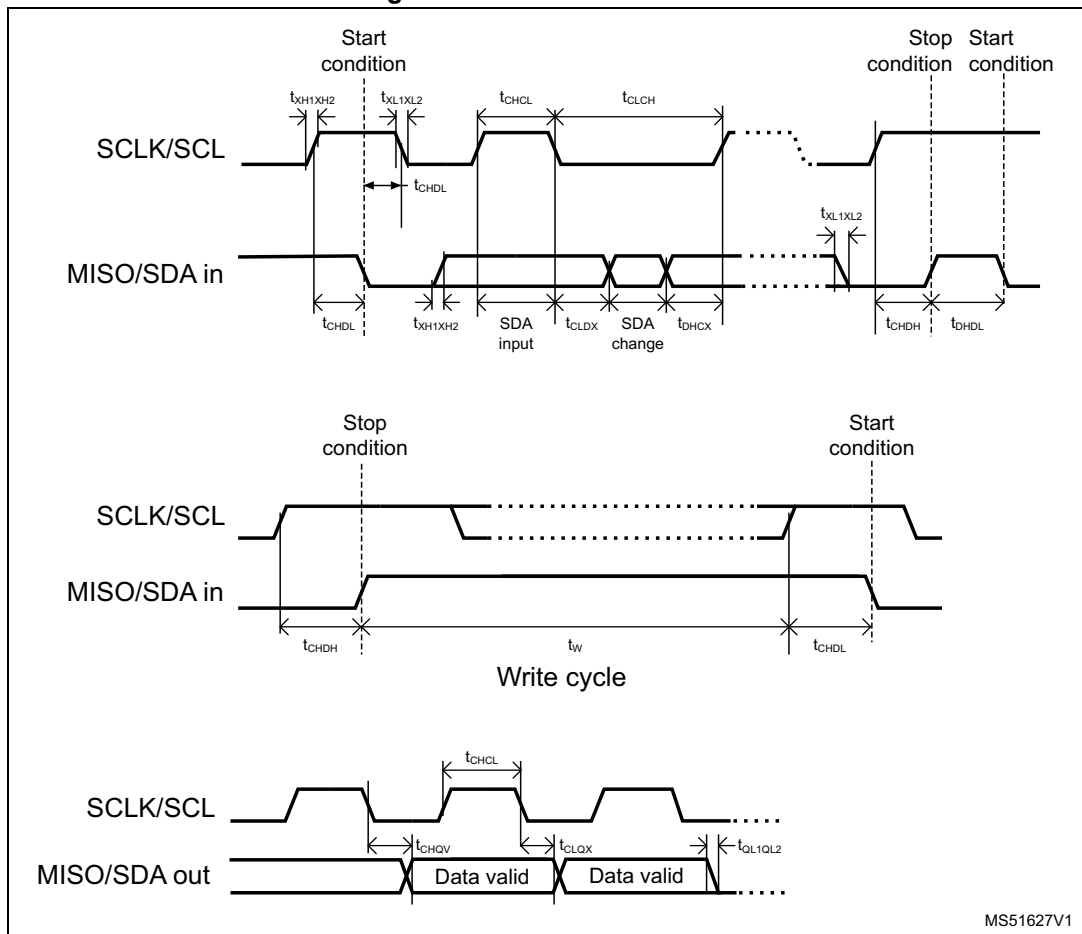 Start
condition
Stop
condition
Start
condition
tXH1XH2
tXL1XL2
tCHCL
tCLCH
SCLK/SCL
tCHDL
tXL1XL2
MISO/SDA in
tCHDL
tXH1XH2
SDA
input
tCLDX
SDA
change
tDHCX
tCHDH
tDHDL
Stop
condition
Start
condition
SCLK/SCL
MISO/SDA in
tCHDH
tW
tCHDL
Write cycle
tCHCL
SCLK/SCL
tCHQV
tCLQX
tQL1QL2
MISO/SDA out
Data valid
Data valid
MS51627V1